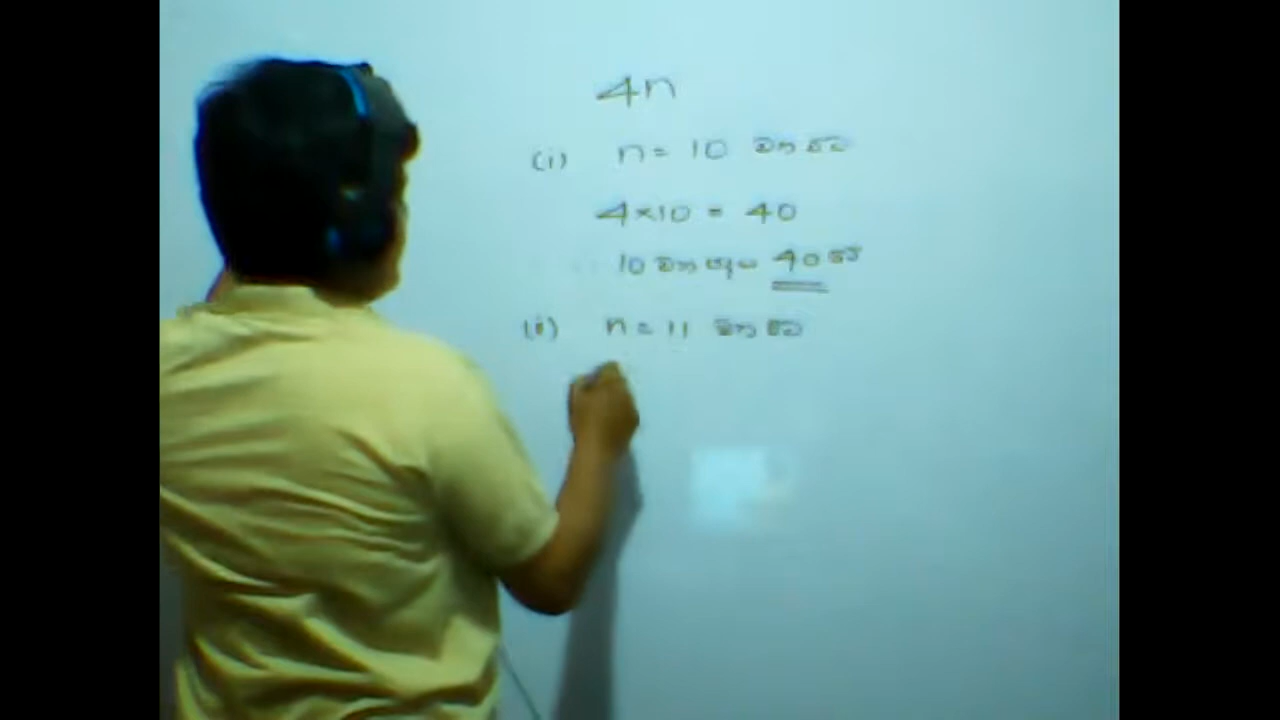 4n
(i) n = 10 වන විට
4×10 = 40
10 වන පදය 40 වේ
(ii) n = 11 වන විට